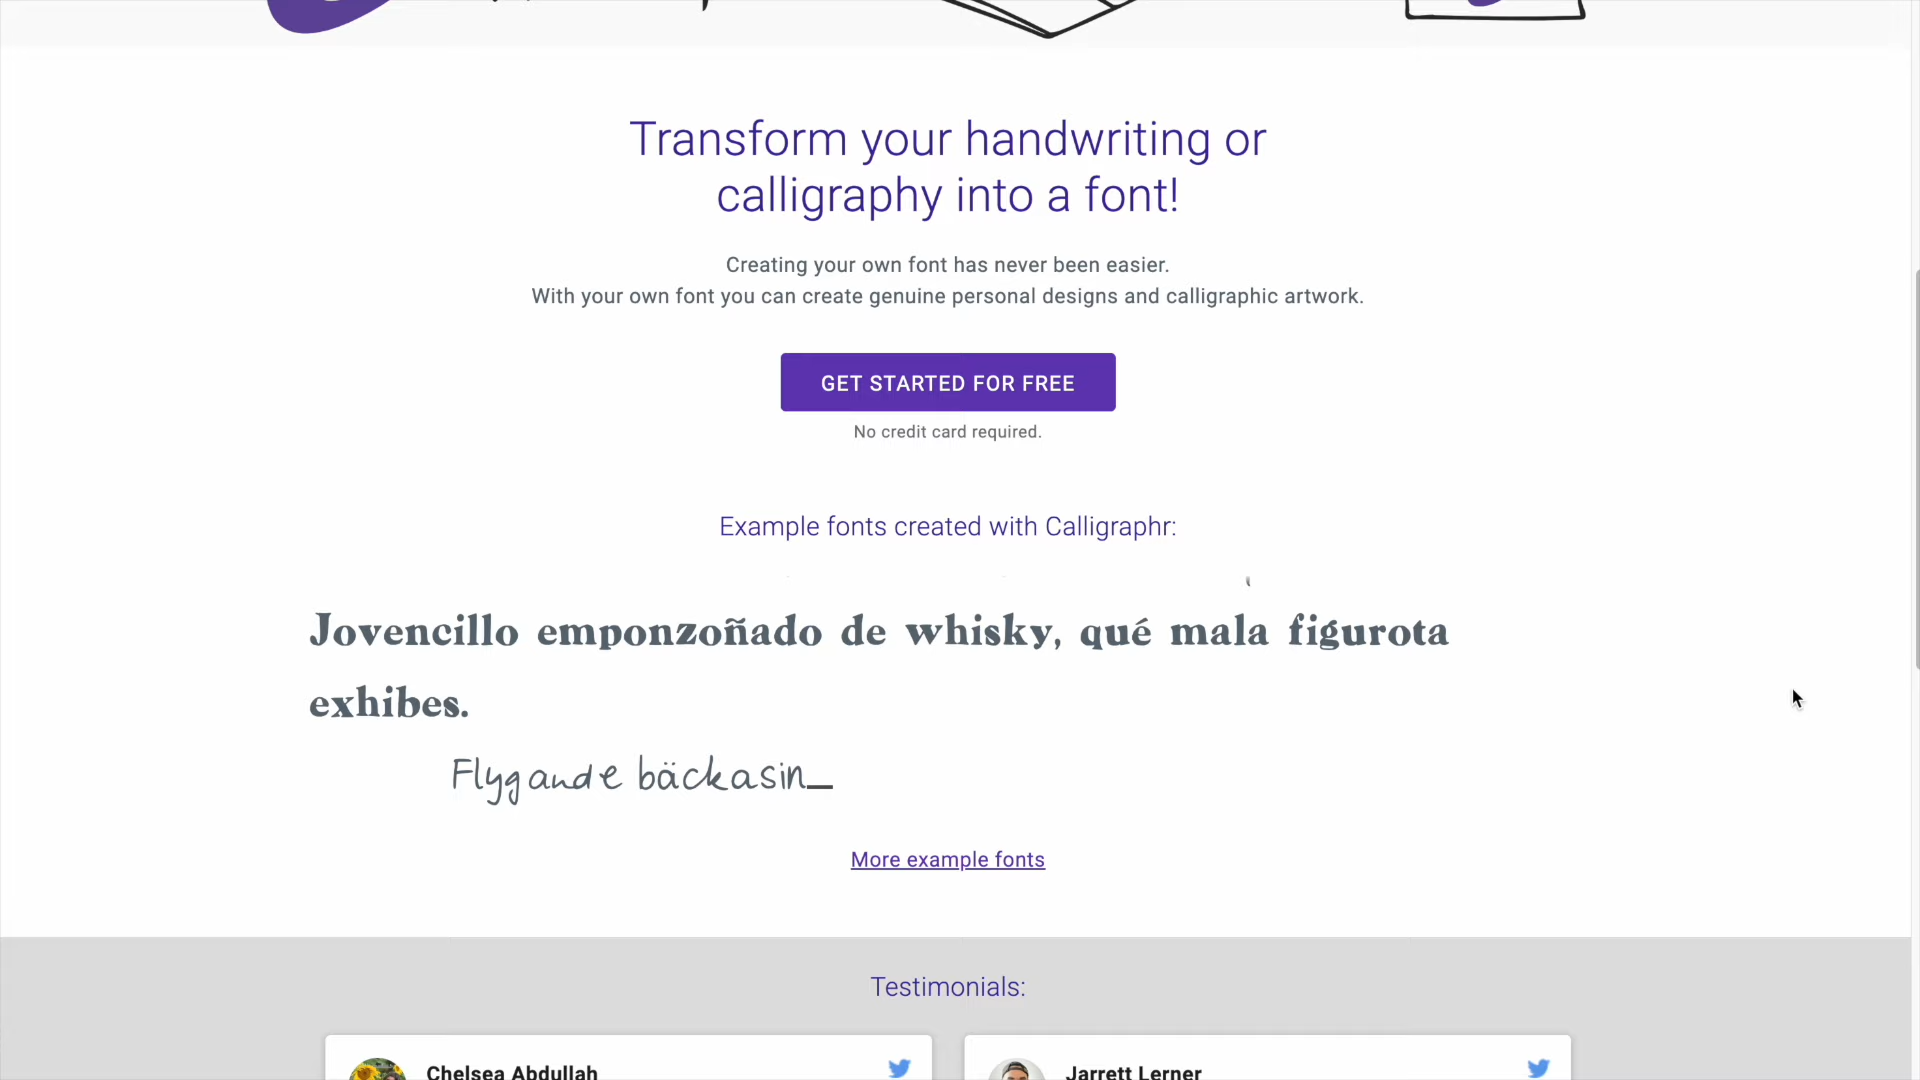 Transform your handwriting or
calligraphy into a font!
Creating your own font has never been easier.
With your own font you can create genuine personal designs and calligraphic artwork.
GET STARTED FOR FREE
No credit card required.
Example fonts created with Calligraphr:
Jovencillo emponzoñado de whisky, qué mala figurota
exhibes.
Flygande bäckasin_
More example fonts
Testimonials:
Chelsea Abdullah
Jarrett Lerner